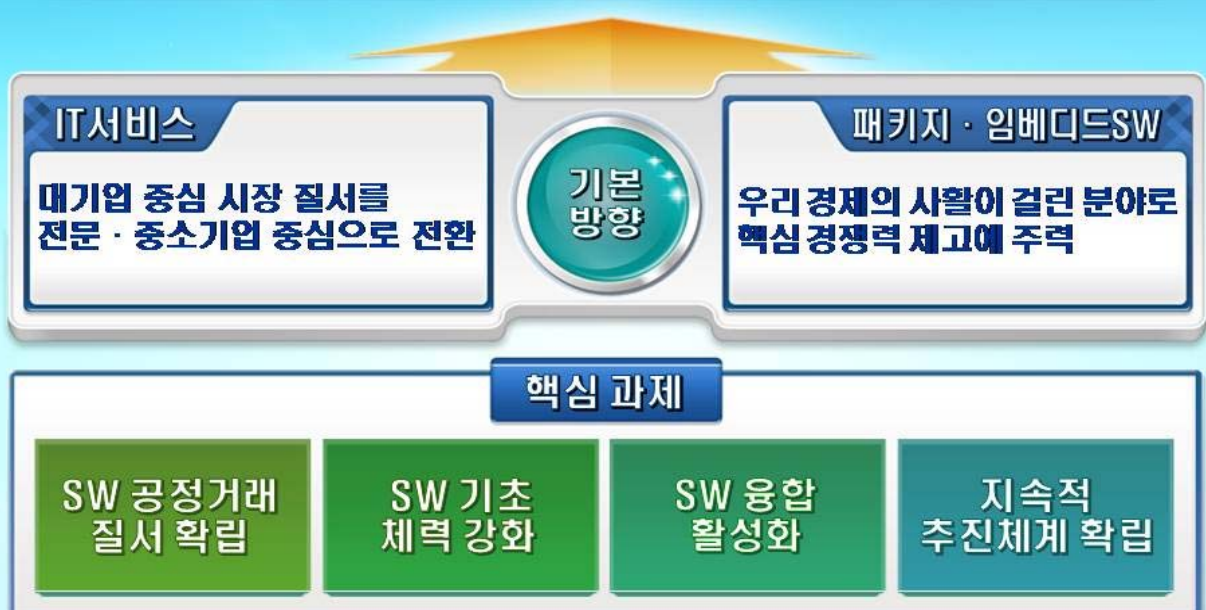 IT서비스
대기업 중심 시장 질서를
전문 · 중소기업 중심으로 전환
기본
방향
패키지 · 임베디드SW
우리 경제의 사활이 걸린 분야로
핵심 경쟁력 제고에 주력
핵심 과제
SW 공정거래
질서 확립
SW 기초
체력 강화
SW 융합
활성화
지속적
추진체계 확립